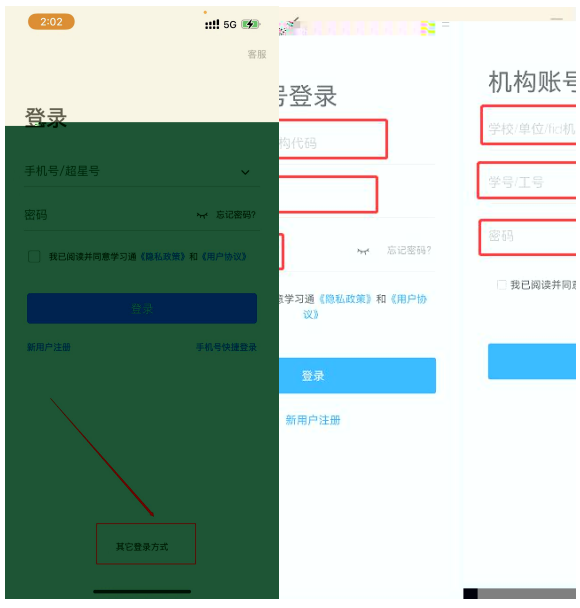 2:02
5G
客服
登录
手机号/超星号
密码
忘记密码?
我已阅读并同意学习通《隐私政策》和《用户协议》
登录
新用户注册
手机号快捷登录
其它登录方式
号登录
构代码
忘记密码?
意学习通《隐私政策》和《用户协
议》
登录
新用户注册
机构账号
学校/单位/fid机
学号/工号
密码
我已阅读并同意